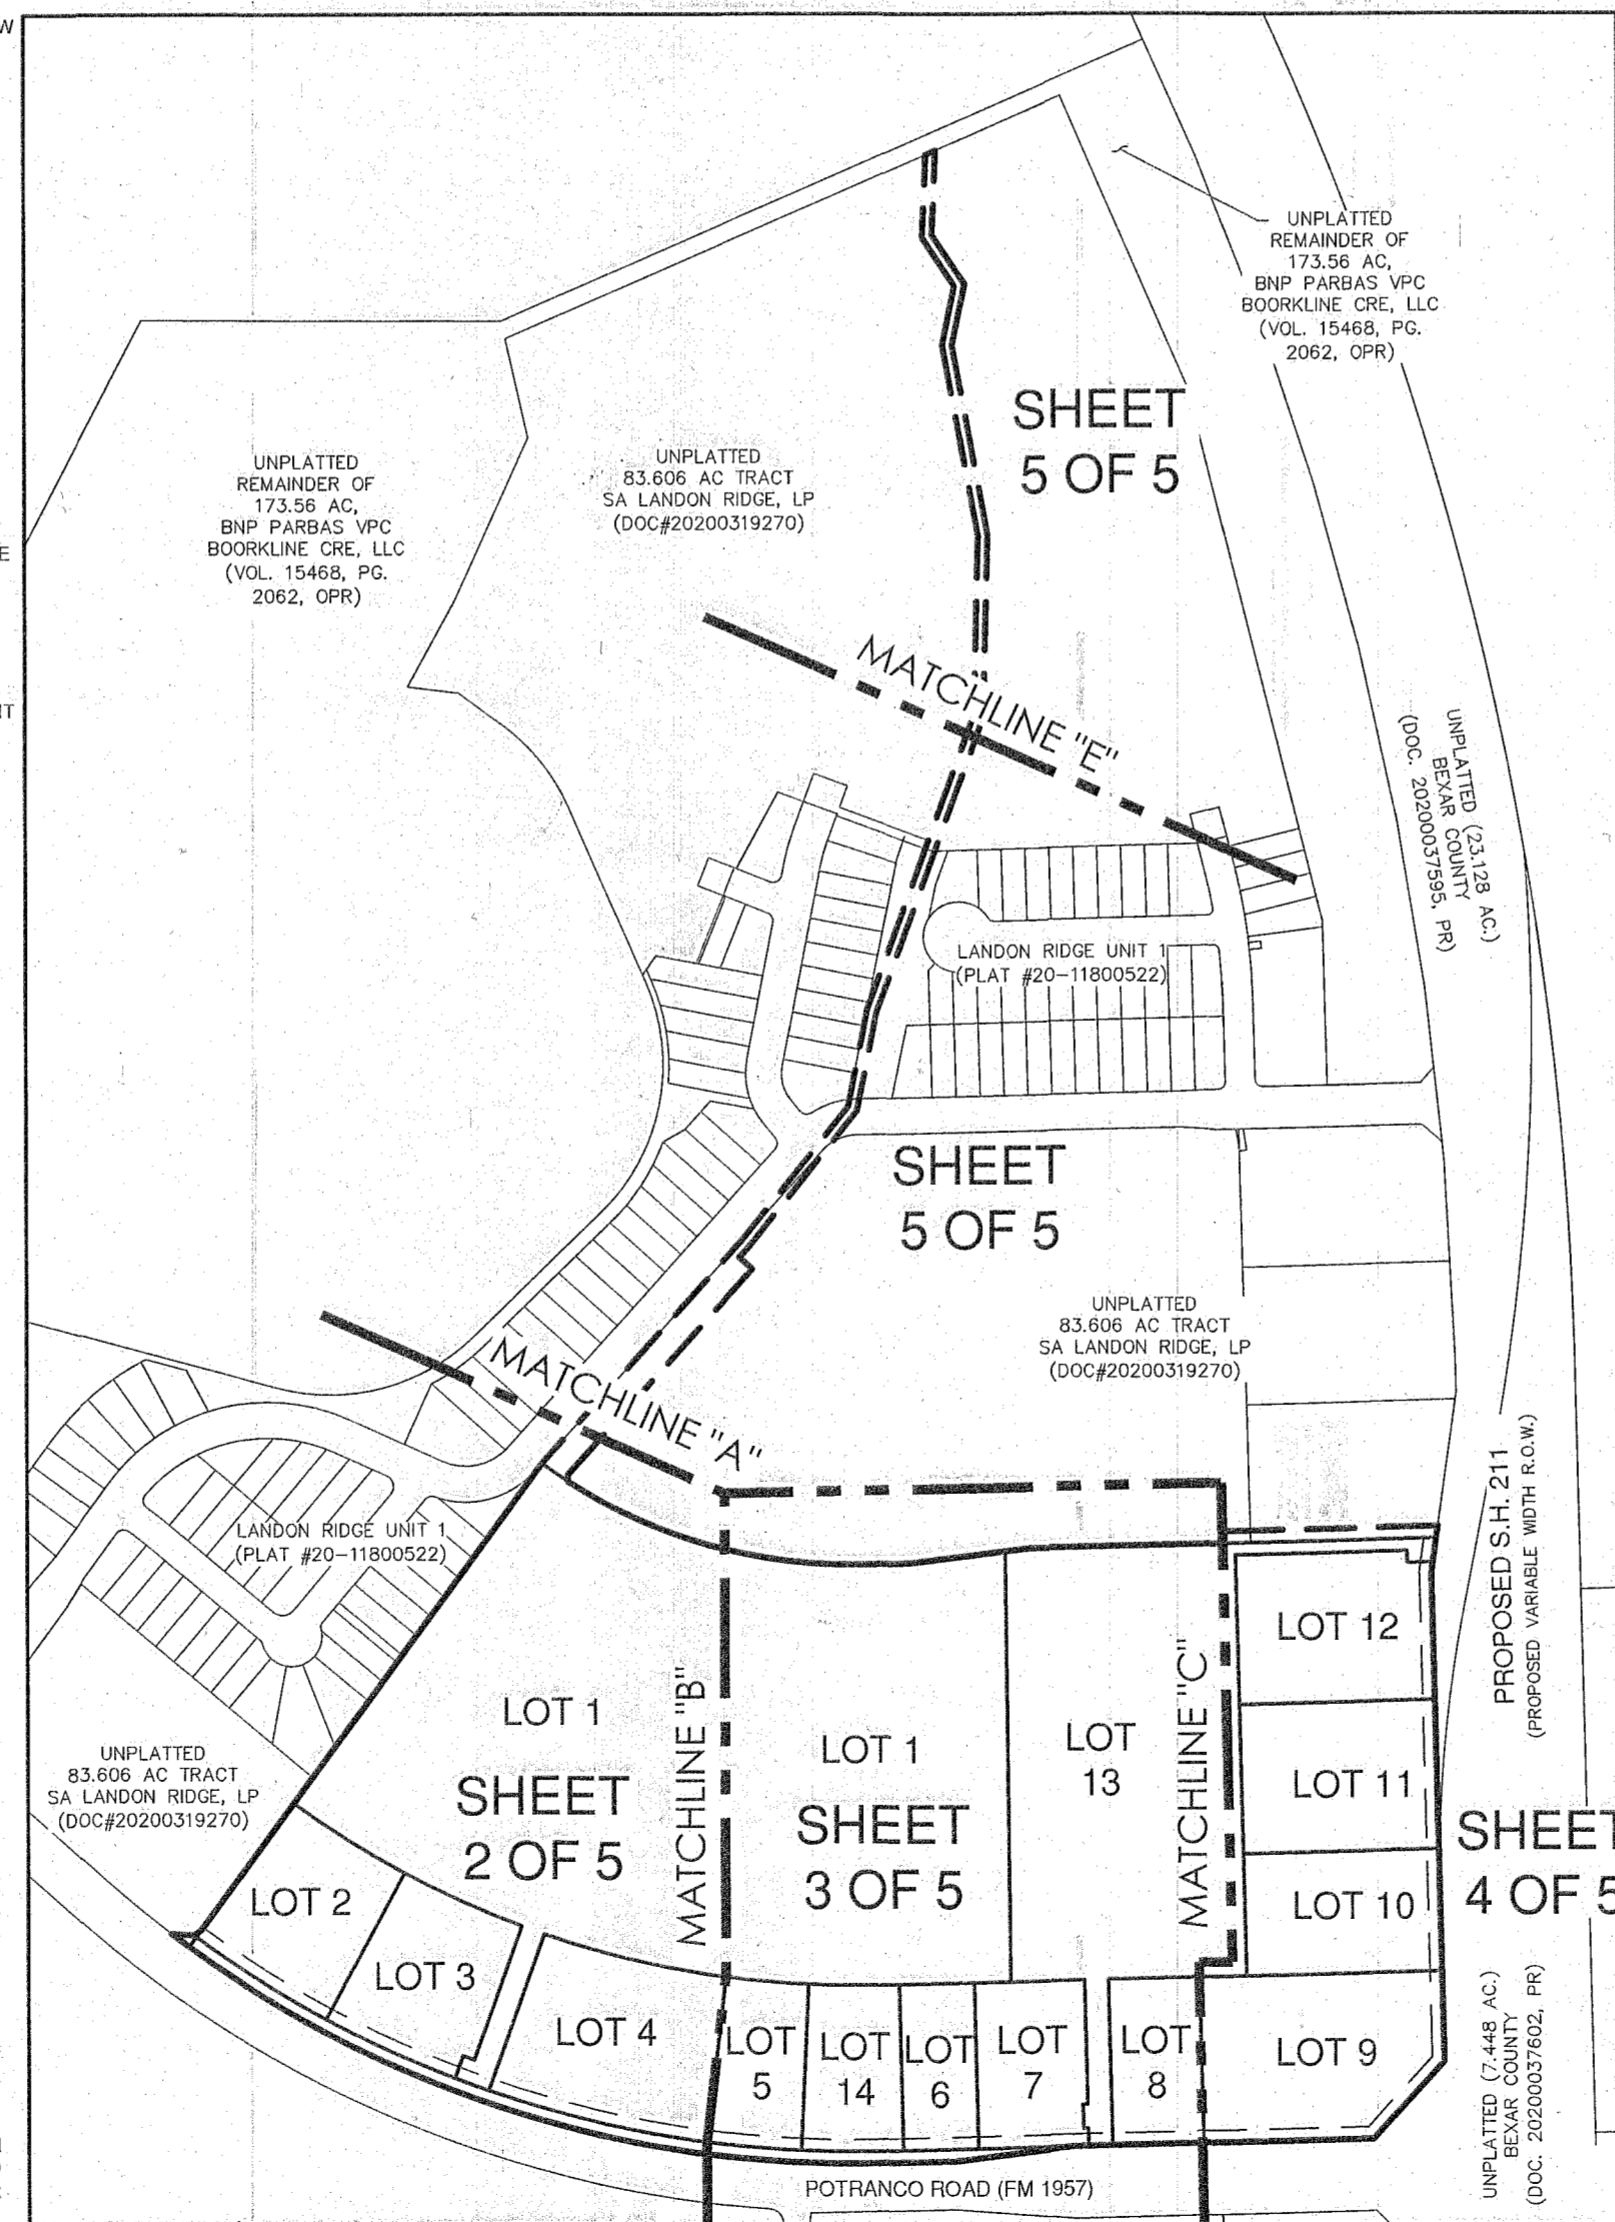 W
UNPLATTED
REMAINDER OF
173.56 AC,
BNP PARBAS VPC
BOORKLINE CRE, LLC
(VOL. 15468, PG.
2062, OPR)
SHEET
5 OF 5
UNPLATTED
83.606 AC TRACT
SA LANDON RIDGE, LP
(DOC#20200319270)
UNPLATTED
REMAINDER OF
173.56 AC,
BNP PARBAS VPC
BOORKLINE CRE, LLC
(VOL. 15468, PG.
2062, OPR)
E
MATCHLINE "E"
IT
UNPLATTED (23.128 AC.)
BEXAR COUNTY
(DOC. 20200037595, PR)
LANDON RIDGE UNIT 1
(PLAT #20-11800522)
SHEET
5 OF 5
UNPLATTED
83.606 AC TRACT
SA LANDON RIDGE, LP
(DOC#20200319270)
MATCHLINE "A"
PROPOSED S.H. 211
(PROPOSED VARIABLE WIDTH R.O.W.)
LANDON RIDGE UNIT 1
(PLAT #20-11800522)
LOT 12
LOT 1
SHEET
2 OF 5
MATCHLINE "B"
LOT 1
SHEET
3 OF 5
LOT
13
MATCHLINE "C"
LOT 11
UNPLATTED
83.606 AC TRACT
SA LANDON RIDGE, LP
(DOC#20200319270)
SHEET
4 OF 5
LOT 2
LOT 10
LOT 3
LOT 4
LOT
5
LOT
14
LOT
6
LOT
7
LOT
8
LOT 9
UNPLATTED (7.448 AC.)
BEXAR COUNTY
(DOC. 20200037602, PR)
POTRANCO ROAD (FM 1957)